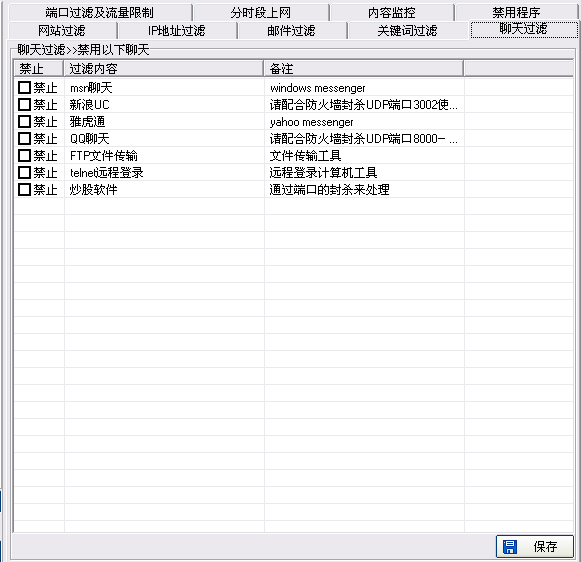 端口过滤及流量限制 分时段上网 内容监控 禁用程序
网站过滤 IP地址过滤 邮件过滤 关键词过滤 聊天过滤
聊天过滤>>禁用以下聊天
禁止 过滤内容 备注
禁止 msn聊天 windows messenger
禁止 新浪UC 请配合防火墙封杀UDP端口3002使...
禁止 雅虎通 yahoo messenger
禁止 QQ聊天 请配合防火墙封杀UDP端口8000— ...
禁止 FTP文件传输 文件传输工具
禁止 telnet远程登录 远程登录计算机工具
禁止 炒股软件 通过端口的封杀来处理
保存